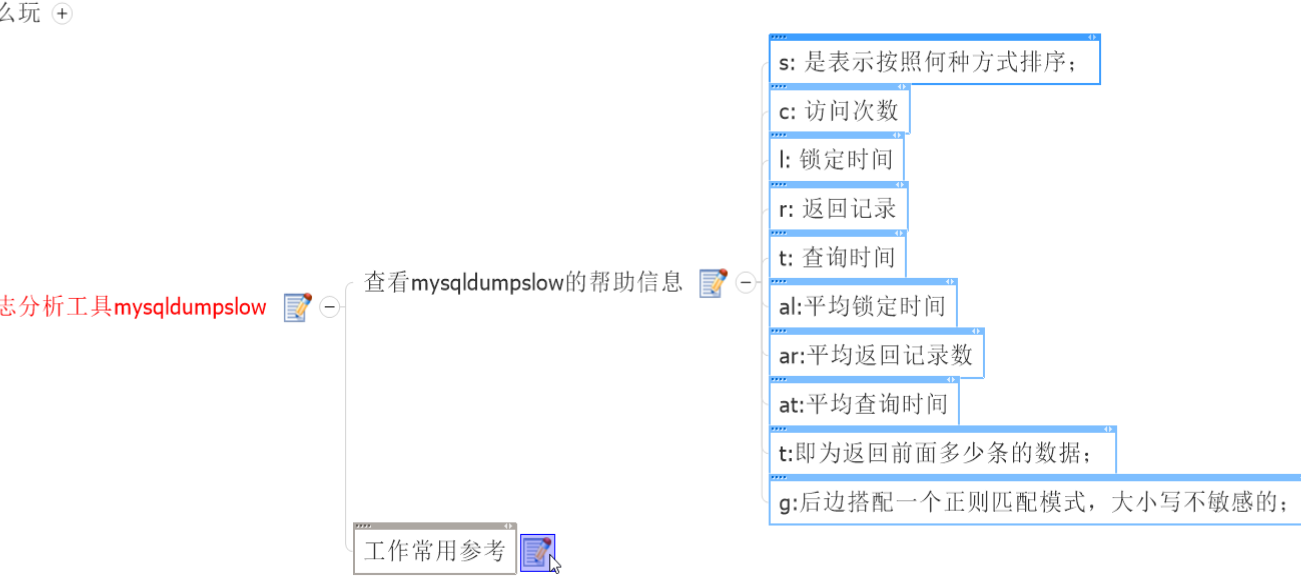 么玩
志分析工具mysqldumpslow
查看mysqldumpslow的帮助信息
s: 是表示按照何种方式排序；
c: 访问次数
l: 锁定时间
r: 返回记录
t: 查询时间
al:平均锁定时间
ar:平均返回记录数
at:平均查询时间
t:即为返回前面多少条的数据；
g:后边搭配一个正则匹配模式，大小写不敏感的；
工作常用参考